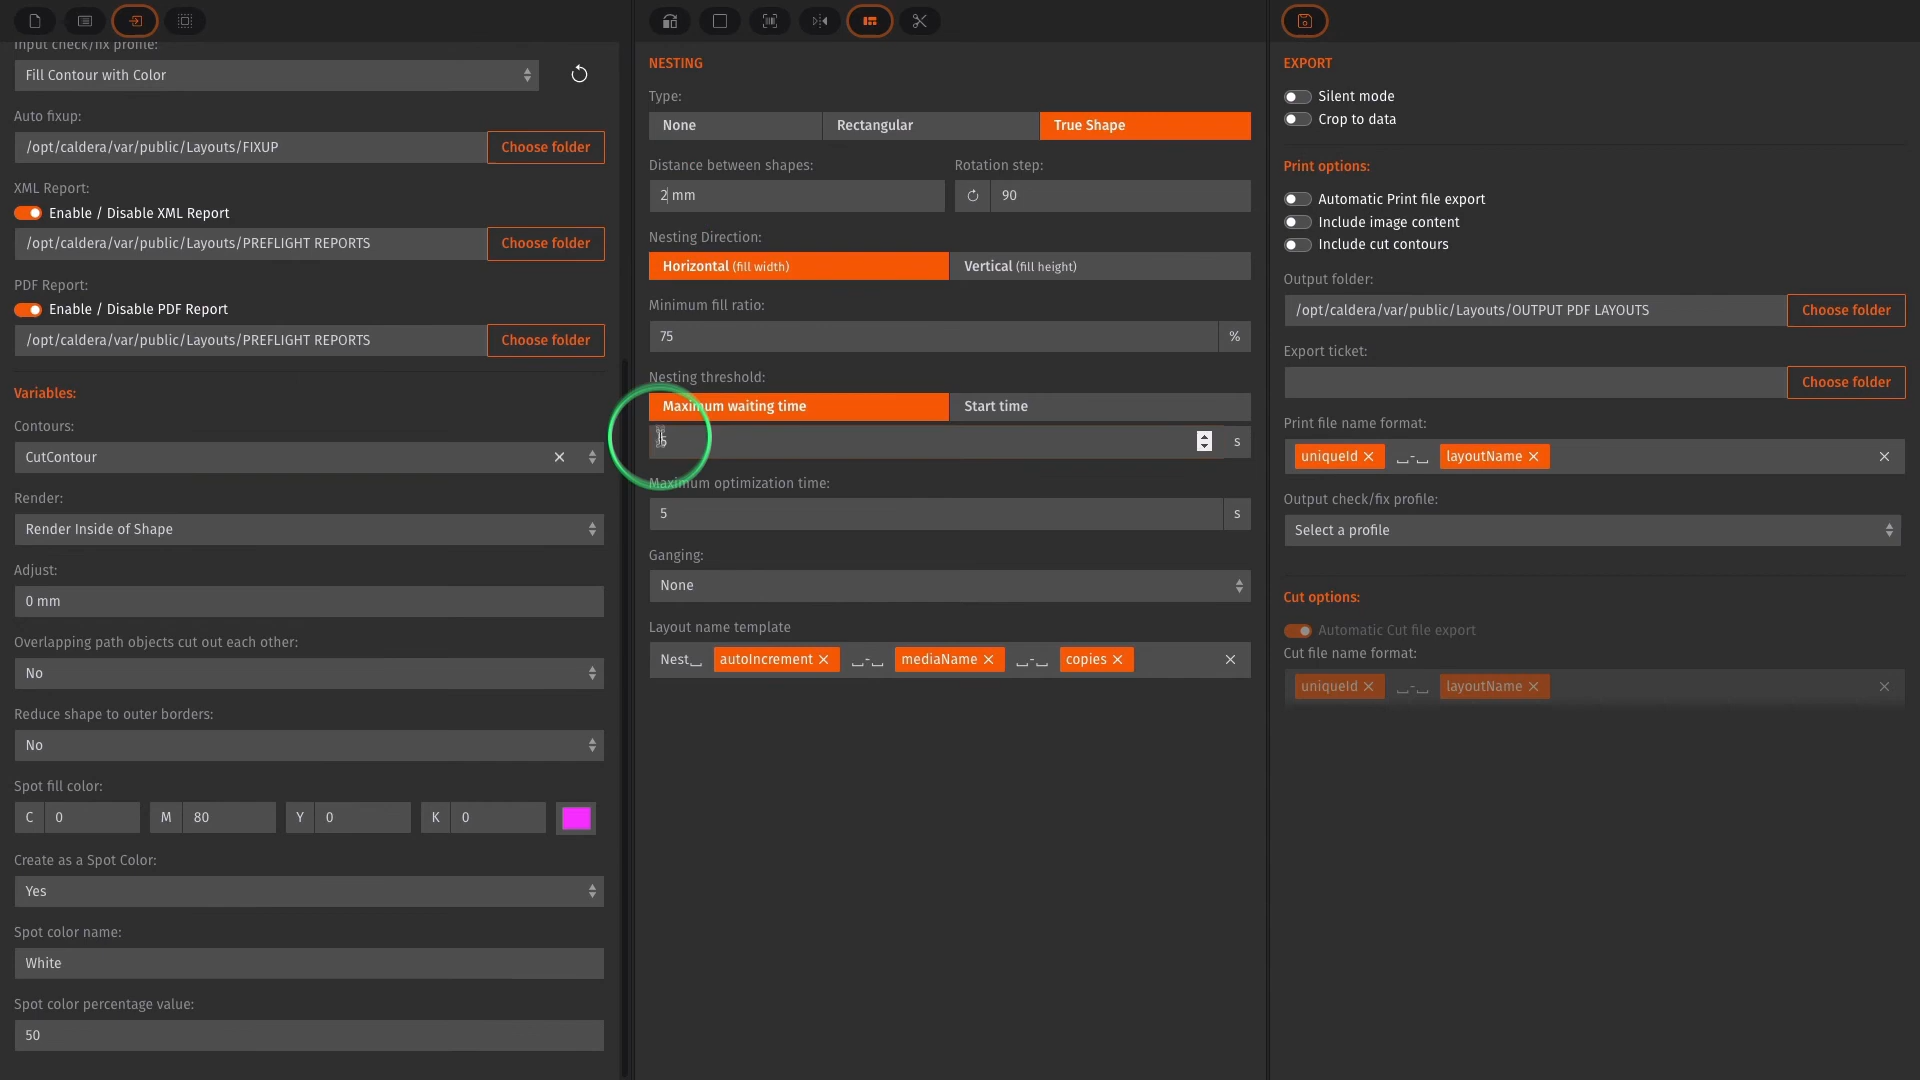 Input check/fix profile:
Fill Contour with Color
Auto fixup:
/opt/caldera/var/public/Layouts/FIXUP
Choose folder
XML Report:
Enable / Disable XML Report
/opt/caldera/var/public/Layouts/PREFLIGHT REPORTS
Choose folder
PDF Report:
Enable / Disable PDF Report
/opt/caldera/var/public/Layouts/PREFLIGHT REPORTS
Choose folder
Variables:
Contours:
CutContour
Render:
Render Inside of Shape
Adjust:
0 mm
Overlapping path objects cut out each other:
No
Reduce shape to outer borders:
No
Spot fill color:
C 0 M 80 Y 0 K 0
Create as a Spot Color:
Yes
Spot color name:
White
Spot color percentage value:
50
NESTING
Type:
None Rectangular True Shape
Distance between shapes: Rotation step:
2 mm 90
Nesting Direction:
Horizontal (fill width) Vertical (fill height)
Minimum fill ratio:
75 %
Nesting threshold:
Maximum waiting time Start time
5 s
Maximum optimization time:
5 s
Ganging:
None
Layout name template
Nest␣ autoIncrement ␣-␣ mediaName ␣-␣ copies
EXPORT
Silent mode
Crop to data
Print options:
Automatic Print file export
Include image content
Include cut contours
Output folder:
/opt/caldera/var/public/Layouts/OUTPUT PDF LAYOUTS
Choose folder
Export ticket:
Choose folder
Print file name format:
uniqueId ␣-␣ layoutName
Output check/fix profile:
Select a profile
Cut options:
Automatic Cut file export
Cut file name format:
uniqueId ␣-␣ layoutName